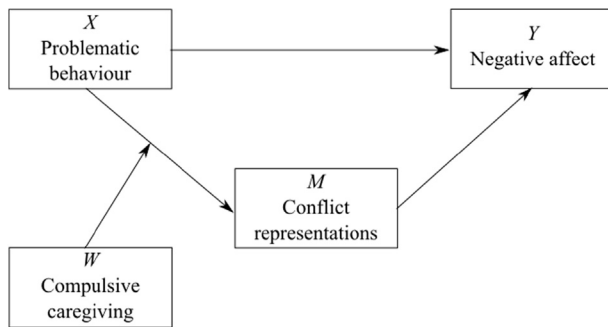 X
Problematic
behaviour
Y
Negative affect
M
Conflict
representations
W
Compulsive
caregiving